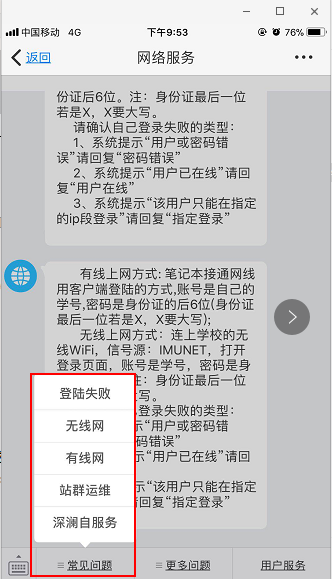 中国移动 4G 下午9:53 76%
返回 网络服务
份证后6位。注：身份证最后一位
若是X，X要大写。
请确认自己登录失败的类型：
1、系统提示“用户或密码错
误”请回复“密码错误”
2、系统提示“用户已在线”请回
复“用户在线”
3、系统提示“该用户只能在指定
的ip段登录”请回复“指定登录”
有线上网方式: 笔记本接通网线
用客户端登陆的方式,账号是自己的
学号,密码是身份证的后6位(身份证
最后一位若是X，X要大写);
无线上网方式：连上学校的无
线WiFi，信号源：IMUNET，打开
登录页面，账号是学号，密码是身
注：身份证最后一位
大写。
己登录失败的类型：
示“用户或密码错
密码错误”
示“用户已在线”请回
示“该用户只能在指定
请回复“指定登录”
登陆失败
无线网
有线网
站群运维
深澜自服务
常见问题 更多问题 用户服务